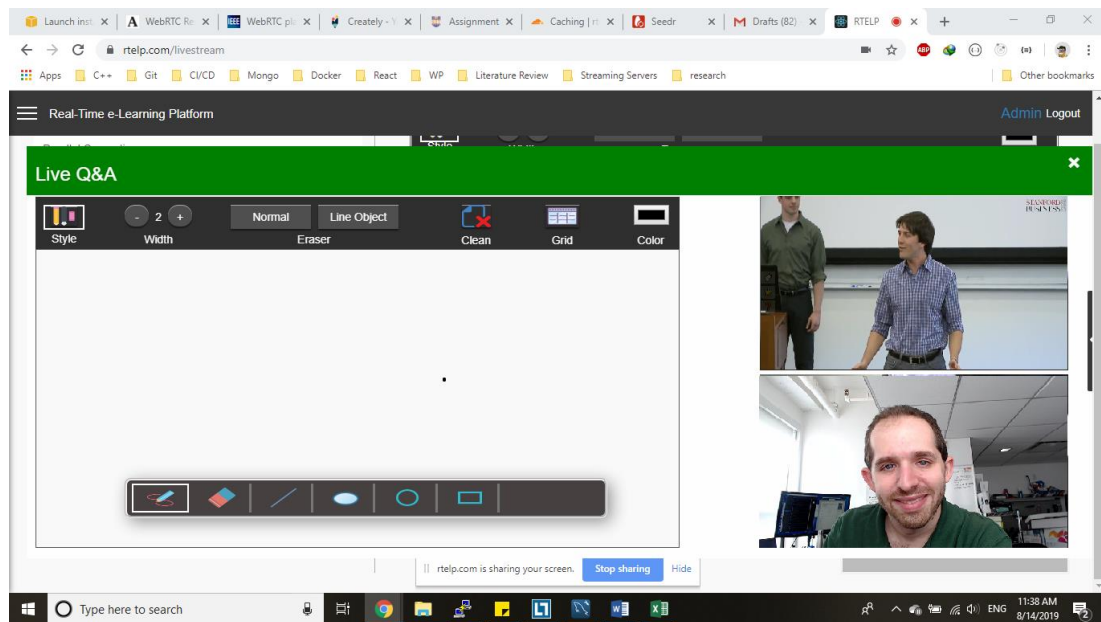 Launch inst
WebRTC Re
WebRTC pl
Creately -
Assignment
Caching | rt
Seedr
Drafts (82)
RTELP
rtelp.com/livestream
Apps C++ Git CI/CD Mongo Docker React WP Literature Review Streaming Servers research Other bookmarks
Real-Time e-Learning Platform Admin Logout
Live Q&A
- 2 + Normal Line Object
Style Width Eraser Clean Grid Color
STANFORD
BUSINESS
rtelp.com is sharing your screen. Stop sharing Hide
Type here to search ENG 11:38 AM
8/14/2019